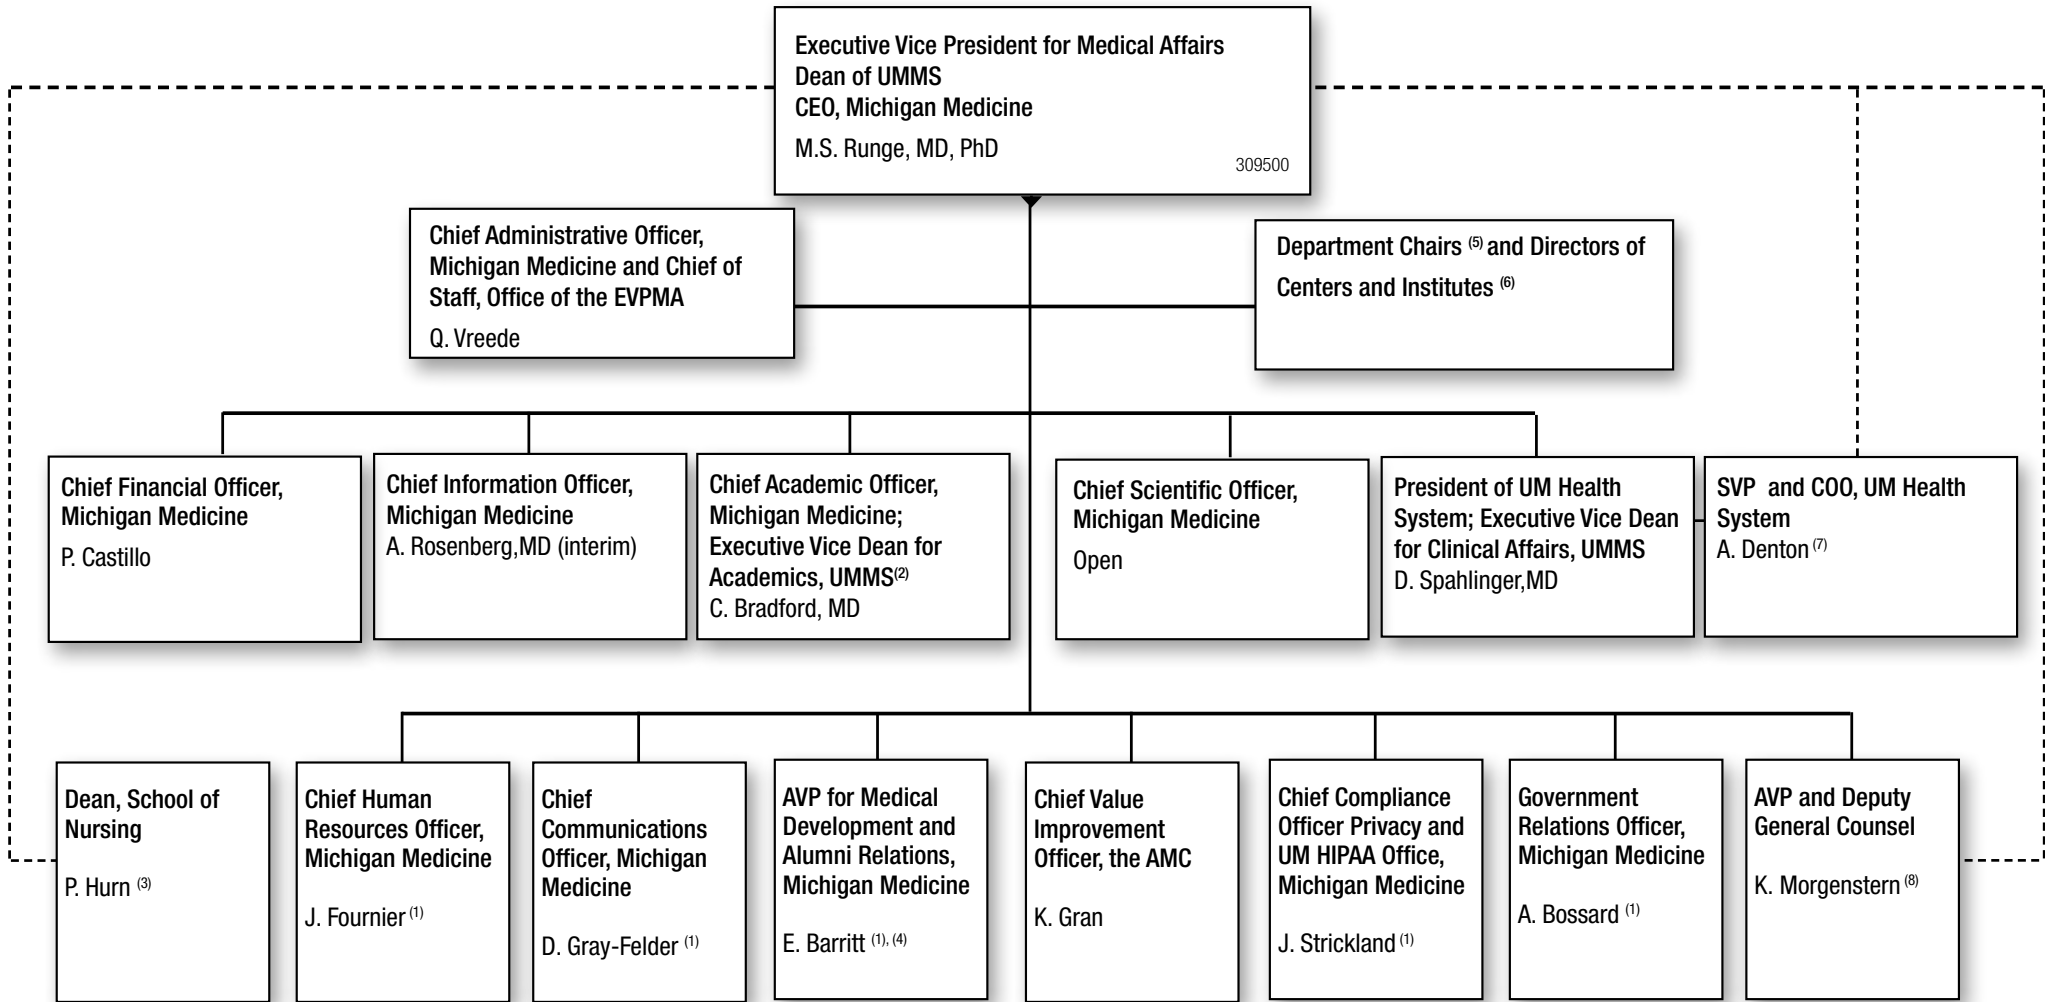 Executive Vice President for Medical Affairs
Dean of UMMS
CEO, Michigan Medicine
M.S. Runge, MD, PhD
309500
Chief Administrative Officer,
Michigan Medicine and Chief of
Staff, Office of the EVPMA
Q. Vreede
Department Chairs (5) and Directors of
Centers and Institutes (6)
Chief Financial Officer,
Michigan Medicine
P. Castillo
Chief Information Officer,
Michigan Medicine
A. Rosenberg,MD (interim)
Chief Academic Officer,
Michigan Medicine;
Executive Vice Dean for
Academics, UMMS(2)
C. Bradford, MD
Chief Scientific Officer,
Michigan Medicine
Open
President of UM Health
System; Executive Vice Dean
for Clinical Affairs, UMMS
D. Spahlinger,MD
SVP and COO, UM Health
System
A. Denton (7)
Dean, School of
Nursing
P. Hurn (3)
Chief Human
Resources Officer,
Michigan Medicine
J. Fournier (1)
Chief
Communications
Officer, Michigan
Medicine
D. Gray-Felder (1)
AVP for Medical
Development and
Alumni Relations,
Michigan Medicine
E. Barritt (1), (4)
Chief Value
Improvement
Officer, the AMC
K. Gran
Chief Compliance
Officer Privacy and
UM HIPAA Office,
Michigan Medicine
J. Strickland (1)
Government
Relations Officer,
Michigan Medicine
A. Bossard (1)
AVP and Deputy
General Counsel
K. Morgenstern (8)